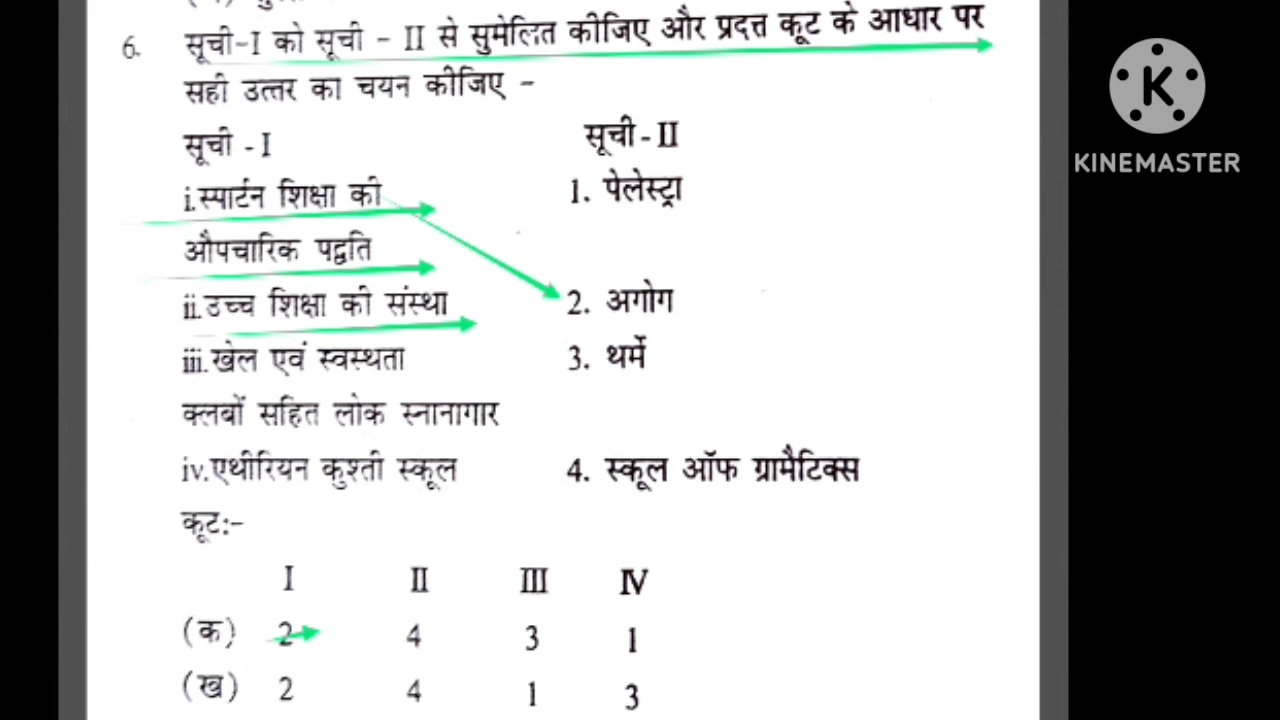 6. सूची-I को सूची - II से सुमेलित कीजिए और प्रदत्त कूट के आधार पर
सही उत्तर का चयन कीजिए -
सूची -I सूची - II
i.स्पार्टन शिक्षा की 1. पेलेस्ट्रा
औपचारिक पद्वति
ii.उच्च शिक्षा की संस्था 2. अगोग
iii.खेल एवं स्वस्थता 3. थर्मे
क्लबों सहित लोक स्नानागार
iv.एथीरियन कुश्ती स्कूल 4. स्कूल ऑफ ग्रामैटिक्स
कूट:-
I II III IV
(क) 2 4 3 1
(ख) 2 4 1 3
K
KINEMASTER